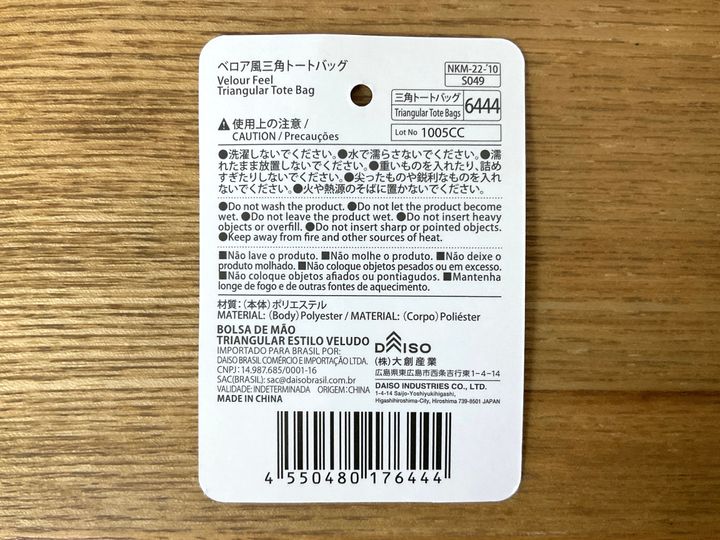 ベロア風三角トートバッグ
Velour Feel
Triangular Tote Bag
NKM-22-'10
S049
三角トートバッグ
Triangular Tote Bags
6444
Lot No 1005CC
使用上の注意 /
CAUTION / Precauções
●洗濯しないでください。●水で濡らさないでください。●濡
れたまま放置しないでください。●重いものを入れたり、詰め
すぎたりしないでください。●尖ったものや鋭利なものを入れ
ないでください。●火や熱源のそばに置かないでください。
●Do not wash the product. ●Do not let the product become
wet. ●Do not leave the product wet. ●Do not insert heavy
objects or overfill. ●Do not insert sharp or pointed objects.
●Keep away from fire and other sources of heat.
■Não lave o produto. ■Não molhe o produto. ■Não deixe o
produto molhado. ■Não coloque objetos pesados ou em excesso.
■Não coloque objetos afiados ou pontiagudos. ■Mantenha
longe de fogo e de outras fontes de aquecimento.
材質：（本体）ポリエステル
MATERIAL: (Body) Polyester / MATERIAL: (Corpo) Poliéster
BOLSA DE MÃO
TRIANGULAR ESTILO VELUDO
IMPORTADO PARA BRASIL POR:
DAISO BRASIL COMÉRCIO E IMPORTAÇÃO LTDA.
CNPJ: 14.987.685/0001-16
SAC(BRASIL): sac@daisobrasil.com.br
VALIDADE: INDETERMINADA ORIGEM: CHINA
MADE IN CHINA
DAISO
（株）大創産業
広島県東広島市西条吉行東1-4-14
DAISO INDUSTRIES CO., LTD.
1-4-14 Saijo-Yoshiyukihigashi,
Higashihiroshima-City, Hiroshima 739-8501 JAPAN
4 550480 176444